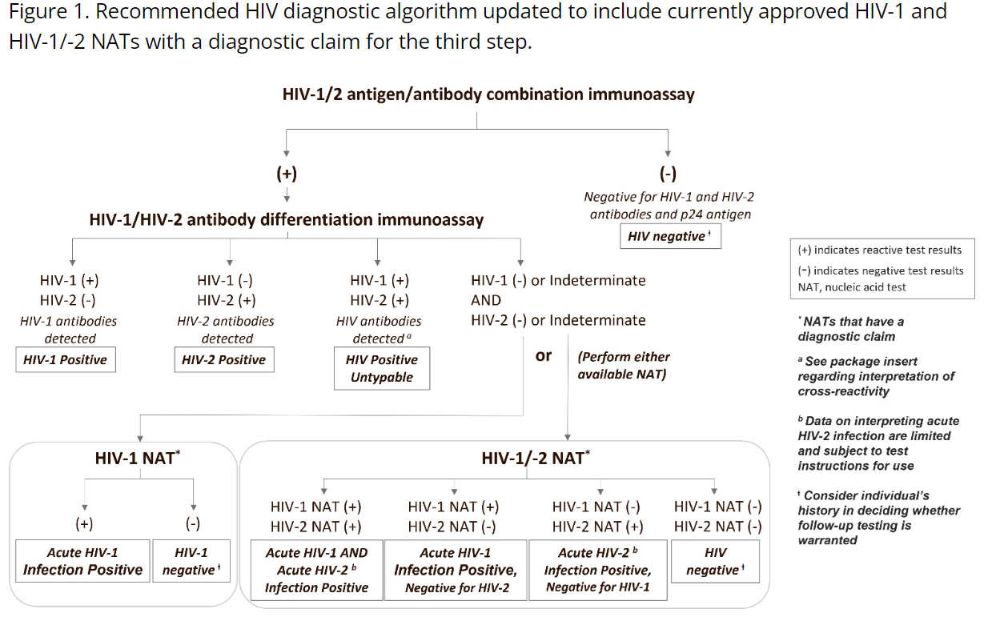 Figure 1. Recommended HIV diagnostic algorithm updated to include currently approved HIV-1 and
HIV-1/-2 NATs with a diagnostic claim for the third step.
HIV-1/2 antigen/antibody combination immunoassay
(+)
(-)
Negative for HIV-1 and HIV-2
antibodies and p24 antigen
HIV negative ƚ
HIV-1/HIV-2 antibody differentiation immunoassay
HIV-1 (+)
HIV-2 (-)
HIV-1 antibodies
detected
HIV-1 Positive
HIV-1 (-)
HIV-2 (+)
HIV-2 antibodies
detected
HIV-2 Positive
HIV-1 (+)
HIV-2 (+)
HIV antibodies
detected a
HIV Positive
Untypable
HIV-1 (-) or Indeterminate
AND
HIV-2 (-) or Indeterminate
or
(Perform either
available NAT)
HIV-1 NAT*
(+)
Acute HIV-1
Infection Positive
(-)
HIV-1
negative ƚ
HIV-1/-2 NAT*
HIV-1 NAT (+)
HIV-2 NAT (+)
Acute HIV-1 AND
Acute HIV-2 b
Infection Positive
HIV-1 NAT (+)
HIV-2 NAT (-)
Acute HIV-1
Infection Positive,
Negative for HIV-2
HIV-1 NAT (-)
HIV-2 NAT (+)
Acute HIV-2 b
Infection Positive,
Negative for HIV-1
HIV-1 NAT (-)
HIV-2 NAT (-)
HIV
negative ƚ
(+) indicates reactive test results
(-) indicates negative test results
NAT, nucleic acid test
* NATs that have a
diagnostic claim
a See package insert
regarding interpretation of
cross-reactivity
b Data on interpreting acute
HIV-2 infection are limited
and subject to test
instructions for use
ƚ Consider individual's
history in deciding whether
follow-up testing is
warranted